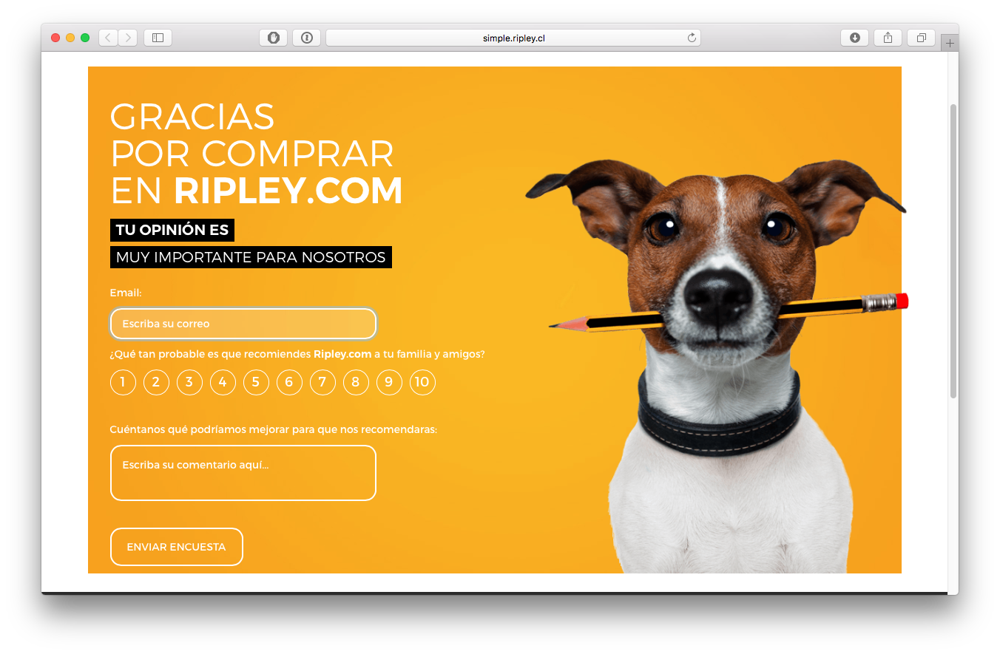 simple.ripley.cl
GRACIAS
POR COMPRAR
EN RIPLEY.COM
TU OPINIÓN ES
MUY IMPORTANTE PARA NOSOTROS
Email:
Escriba su correo
¿Qué tan probable es que recomiendes Ripley.com a tu familia y amigos?
1 2 3 4 5 6 7 8 9 10
Cuéntanos qué podríamos mejorar para que nos recomendaras:
Escriba su comentario aquí...
ENVIAR ENCUESTA